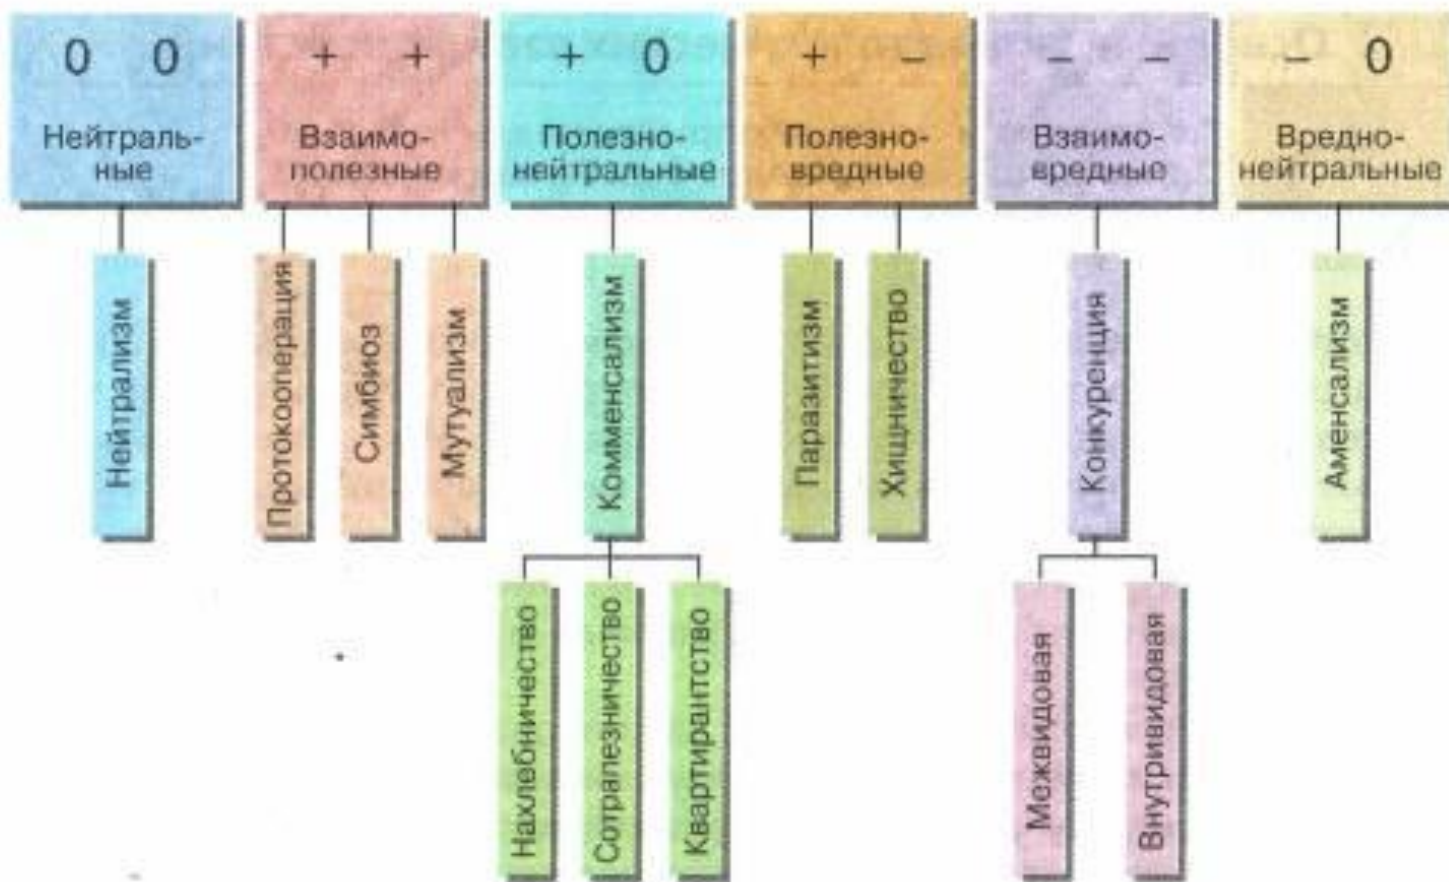 0 0
Нейтраль-
ные
+ +
Взаимо-
полезные
+ 0
Полезно-
нейтральные
+ –
Полезно-
вредные
– –
Взаимо-
вредные
– 0
Вредно-
нейтральные
Нейтрализм
Протокооперация
Симбиоз
Мутуализм
Комменсализм
Паразитизм
Хищничество
Конкуренция
Аменсализм
Нахлебничество
Сотрапезничество
Квартирантство
Межвидовая
Внутривидовая